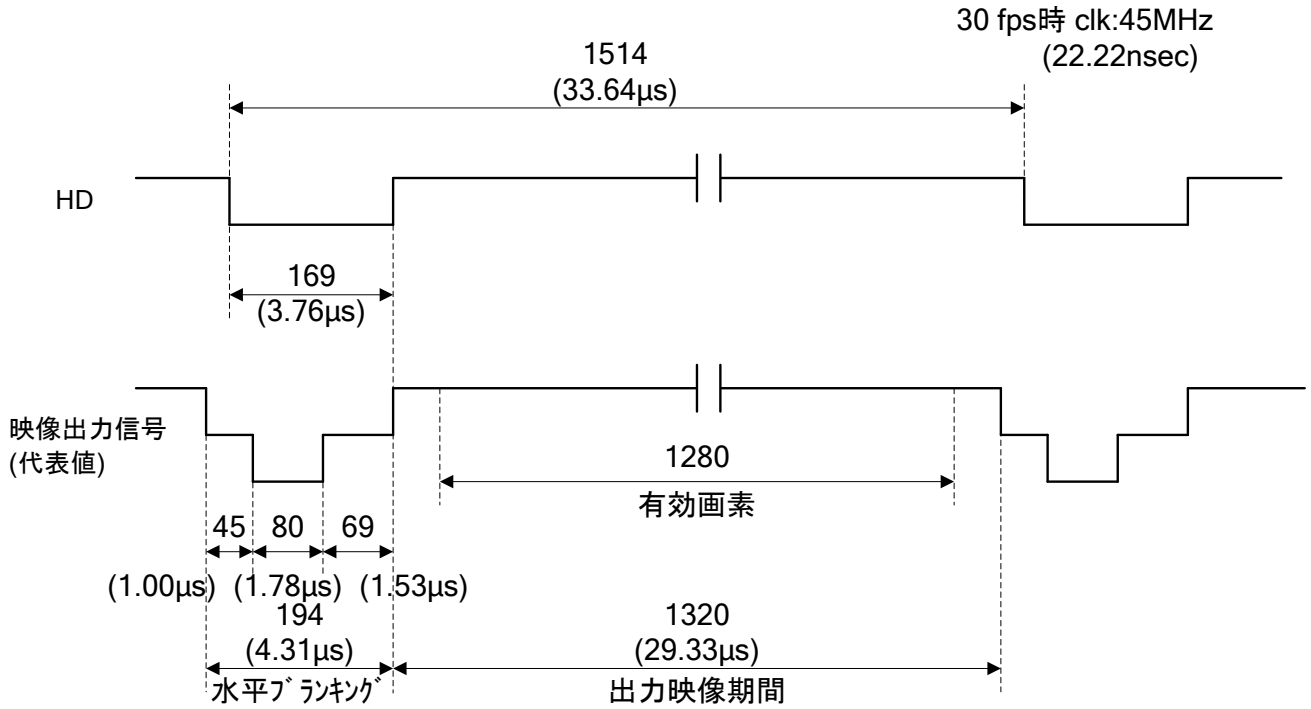 30 fps時 clk:45MHz
(22.22nsec)
1514
(33.64μs)
HD
169
(3.76μs)
映像出力信号
(代表値)
1280
有効画素
45 80 69
(1.00μs) (1.78μs) (1.53μs)
194
(4.31μs)
水平ﾌﾞﾗﾝｷﾝｸﾞ
1320
(29.33μs)
出力映像期間